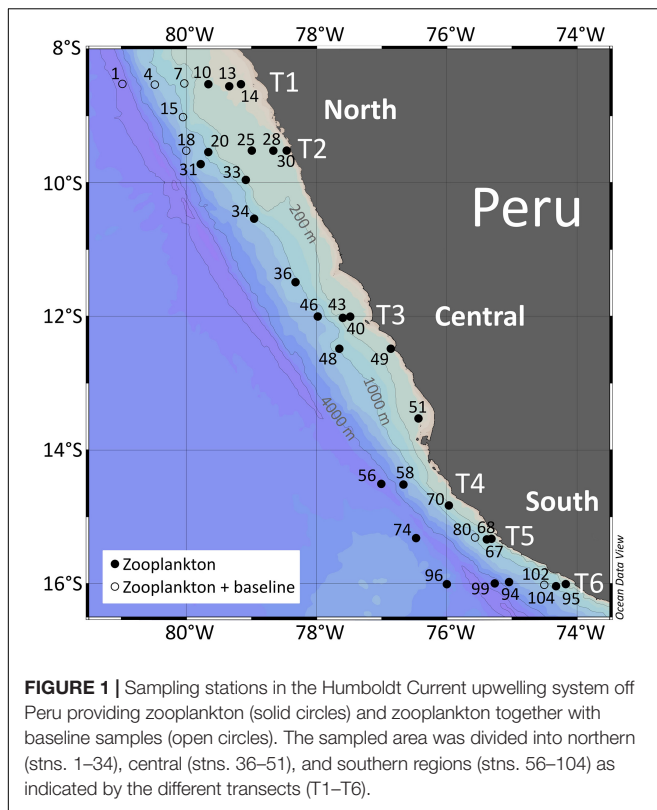 80°W 78°W 76°W 74°W
8°S
1 4 7 10 13 T1
14
North
15
18 20 25 28 T2
30
31
10°S
33
34
200 m
Peru
36
12°S
46 43 T3
40
Central
48 49
1000 m
4000 m
51
14°S
56 58 T4
70
South
74 80 68 T5
67
102
16°S
96 99 94 104 95 T6
Zooplankton
Zooplankton + baseline
Ocean Data View
80°W 78°W 76°W 74°W
FIGURE 1 | Sampling stations in the Humboldt Current upwelling system off
Peru providing zooplankton (solid circles) and zooplankton together with
baseline samples (open circles). The sampled area was divided into northern
(stns. 1–34), central (stns. 36–51), and southern regions (stns. 56–104) as
indicated by the different transects (T1–T6).